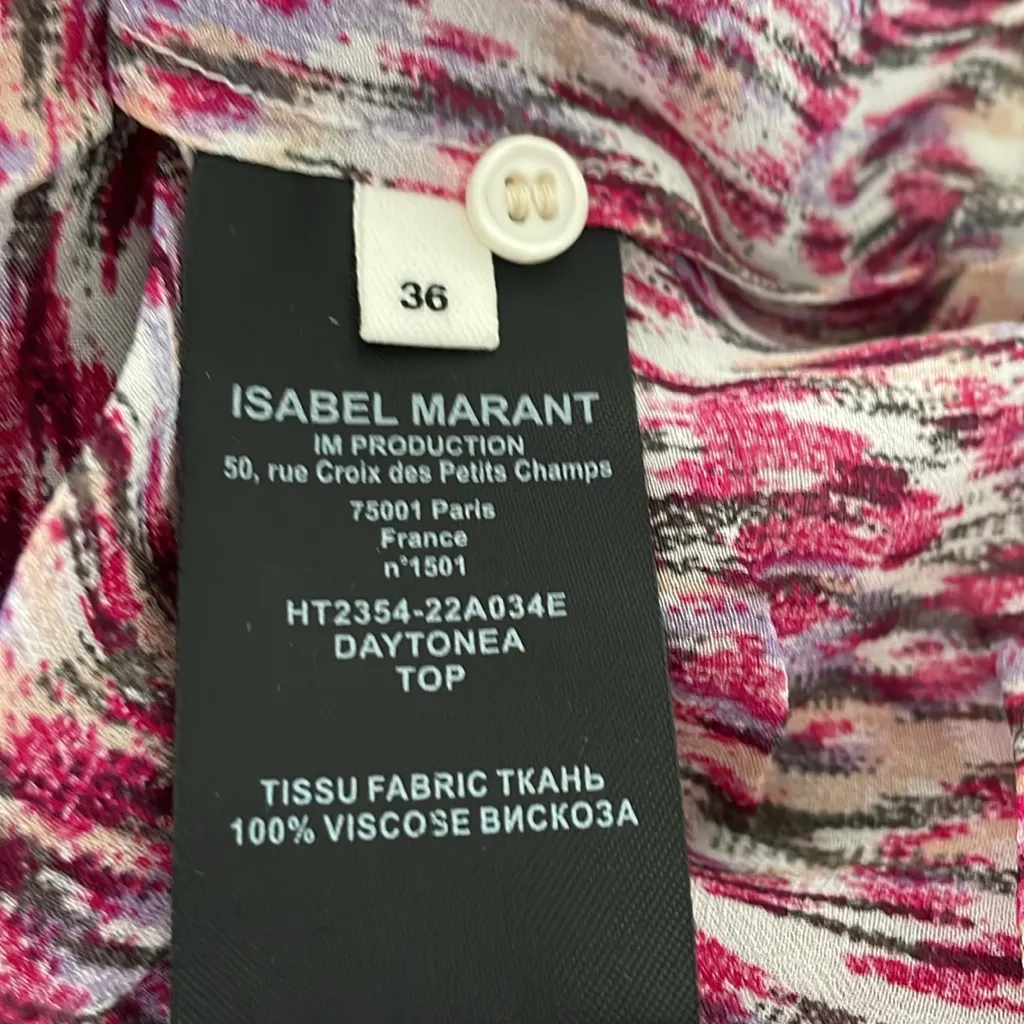 36
ISABEL MARANT
IM PRODUCTION
50, rue Croix des Petits Champs
75001 Paris
France
n°1501
HT2354-22A034E
DAYTONEA
TOP
TISSU FABRIC ТКАНЬ
100% VISCOSE ВИСКОЗА